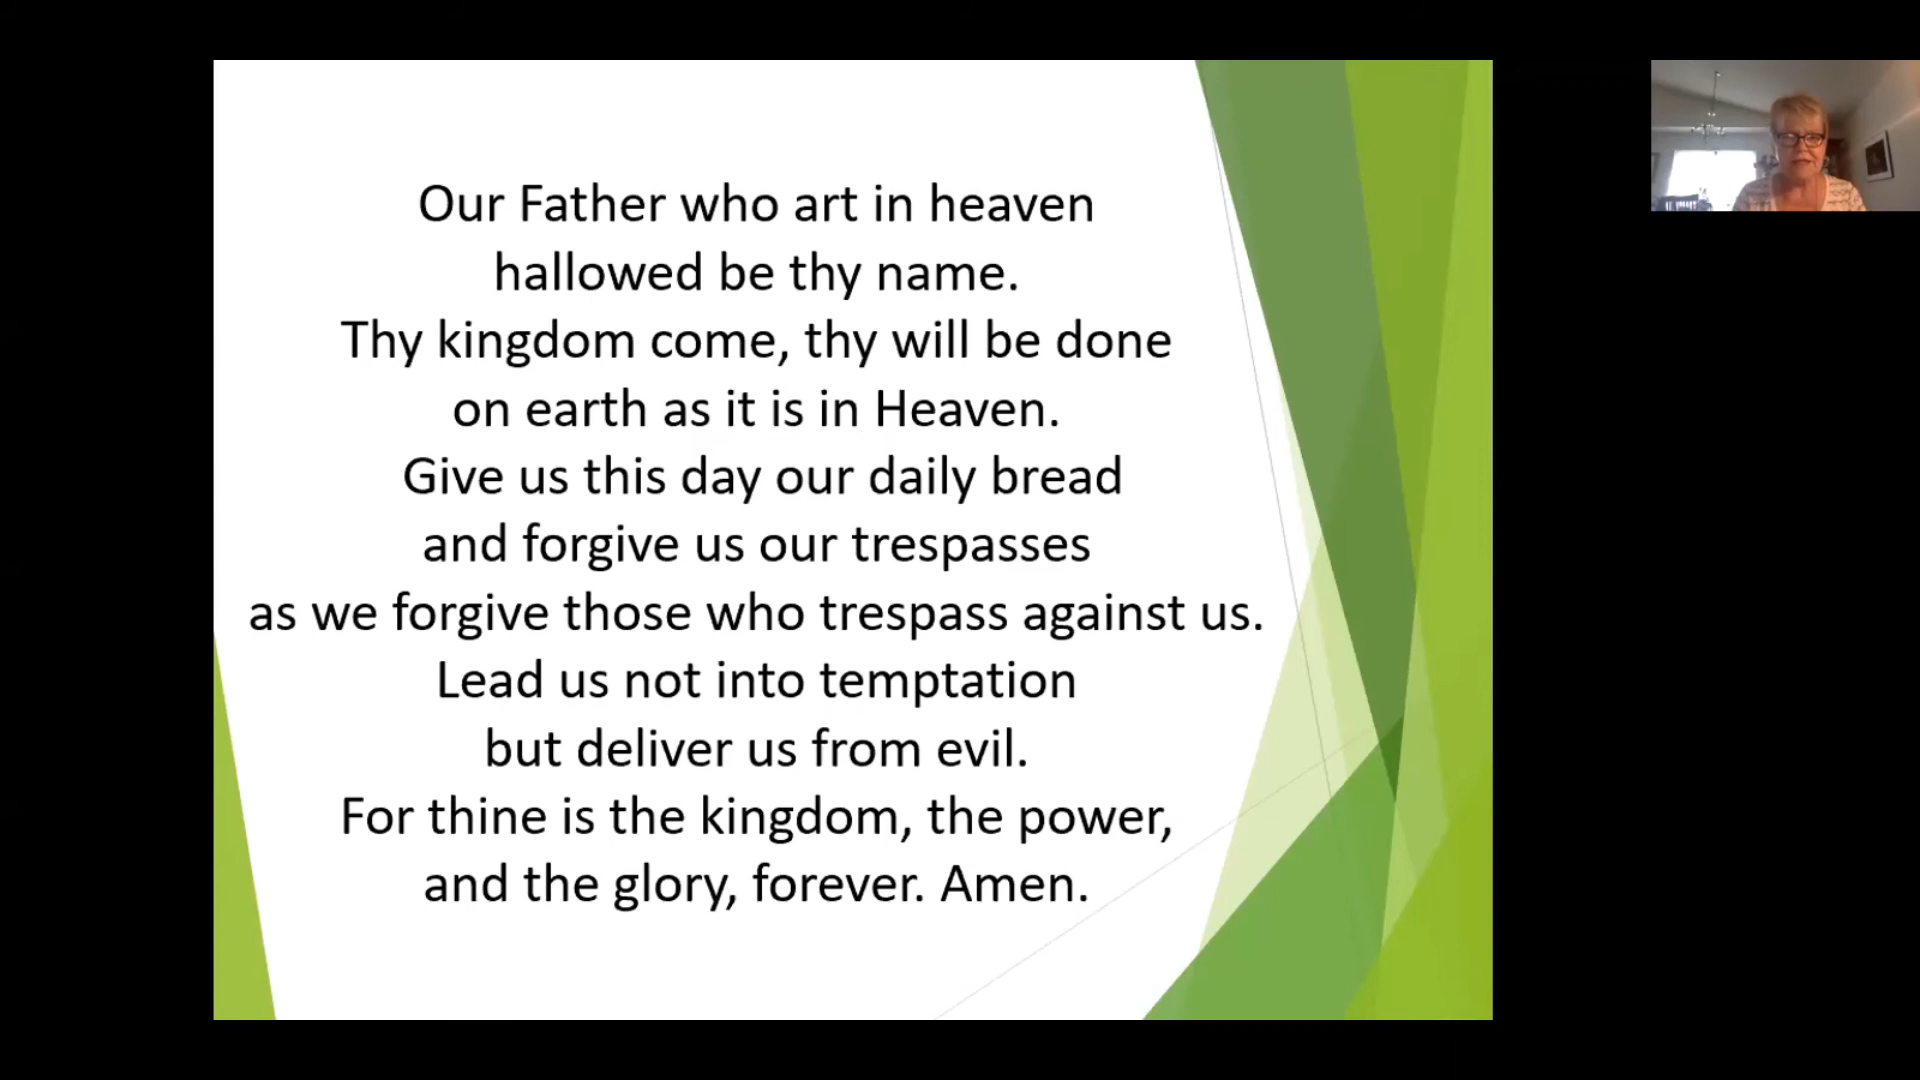 Our Father who art in heaven
hallowed be thy name.
Thy kingdom come, thy will be done
on earth as it is in Heaven.
Give us this day our daily bread
and forgive us our trespasses
as we forgive those who trespass against us.
Lead us not into temptation
but deliver us from evil.
For thine is the kingdom, the power,
and the glory, forever. Amen.